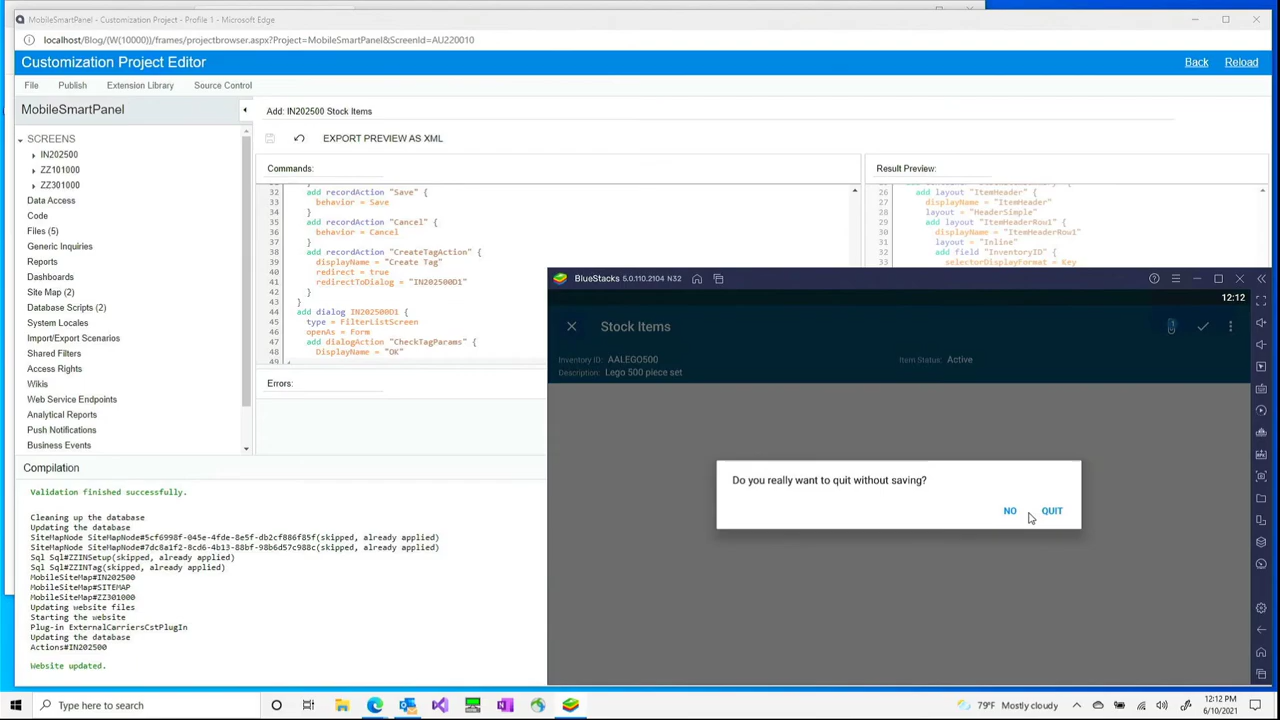 MobileSmartPanel - Customization Project - Profile 1 - Microsoft Edge
localhost/Blog/(W(10000))/frames/projectbrowser.aspx?Project=MobileSmartPanel&ScreenId=AU220010
Customization Project Editor
Back
Reload
File
Publish
Extension Library
Source Control
MobileSmartPanel
Add: IN202500 Stock Items
EXPORT PREVIEW AS XML
SCREENS
IN202500
ZZ101000
ZZ301000
Data Access
Code
Files (5)
Generic Inquiries
Reports
Dashboards
Site Map (2)
Database Scripts (2)
System Locales
Import/Export Scenarios
Shared Filters
Access Rights
Wikis
Web Service Endpoints
Analytical Reports
Push Notifications
Business Events
Commands:
32 add recordAction "Save" {
33 behavior = Save
34 }
35 add recordAction "Cancel" {
36 behavior = Cancel
37 }
38 add recordAction "CreateTagAction" {
39 displayName = "Create Tag"
40 redirect = true
41 redirectToDialog = "IN202500D1"
42 }
43 }
44 add dialog IN202500D1 {
45 type = FilterListScreen
46 openAs = Form
47 add dialogAction "CheckTagParams" {
48 DisplayName = "OK"
49
Errors:
Result Preview:
26 add layout "ItemHeader" {
27 displayName = "ItemHeader"
28 layout = "HeaderSimple"
29 add layout "ItemHeaderRow1" {
30 displayName = "ItemHeaderRow1"
31 layout = "Inline"
32 add field "InventoryID" {
33 selectorDisplayFormat = Key
Compilation
Validation finished successfully.
Cleaning up the database
Updating the database
SiteMapNode SiteMapNode#5cf6998f-045e-4fde-8e5f-db2cf886f85f(skipped, already applied)
SiteMapNode SiteMapNode#7dc8a1f2-8cd6-4b13-88bf-98b6d57c988c(skipped, already applied)
Sql Sql#ZZINSetup(skipped, already applied)
Sql Sql#ZZINTag(skipped, already applied)
MobileSiteMap#IN202500
MobileSiteMap#SITEMAP
MobileSiteMap#ZZ301000
Updating website files
Starting the website
Plug-in ExternalCarriersCstPlugIn
Updating the database
Actions#IN202500
Website updated.
BlueStacks 5.0.110.2104 N32
12:12
Stock Items
Inventory ID: AALEGO500
Item Status: Active
Description: Lego 500 piece set
Do you really want to quit without saving?
NO
QUIT
Type here to search
79°F Mostly cloudy
12:12 PM
6/10/2021